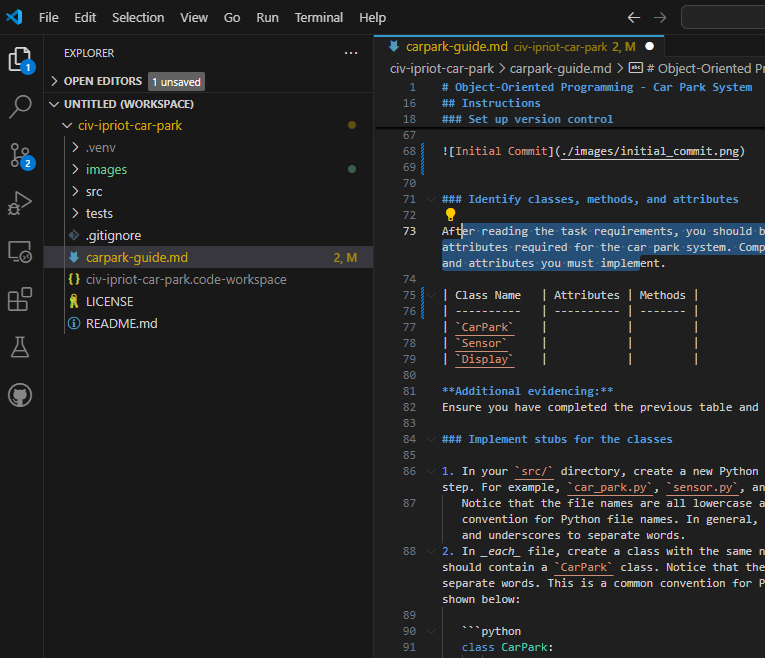 File Edit Selection View Go Run Terminal Help
EXPLORER ...
OPEN EDITORS 1 unsaved
UNTITLED (WORKSPACE)
civ-ipriot-car-park
.venv
images
src
tests
.gitignore
carpark-guide.md 2, M
civ-ipriot-car-park.code-workspace
LICENSE
README.md
1
2
carpark-guide.md civ-ipriot-car-park 2, M
civ-ipriot-car-park > carpark-guide.md > # Object-Oriented Pr
1 # Object-Oriented Programming - Car Park System
16 ## Instructions
18 ### Set up version control
67
68 ![Initial Commit](./images/initial_commit.png)
69
70
71 ### Identify classes, methods, and attributes
72
73 After reading the task requirements, you should b
attributes required for the car park system. Comp
and attributes you must implement.
74
75 | Class Name | Attributes | Methods |
76 | ---------- | ---------- | ------- |
77 | `CarPark` | | |
78 | `Sensor` | | |
79 | `Display` | | |
80
81 **Additional evidencing:**
82 Ensure you have completed the previous table and
83
84 ### Implement stubs for the classes
85
86 1. In your `src/` directory, create a new Python
step. For example, `car_park.py`, `sensor.py`, an
87 Notice that the file names are all lowercase a
convention for Python file names. In general,
and underscores to separate words.
88 2. In _each_ file, create a class with the same n
should contain a `CarPark` class. Notice that the
separate words. This is a common convention for P
shown below:
89
90 ```python
91 class CarPark: